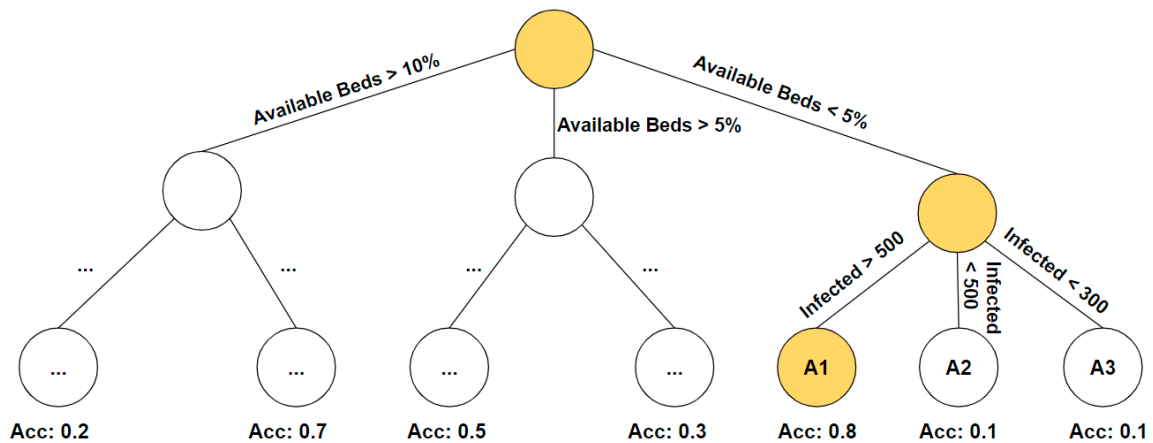 Available Beds > 10%
Available Beds > 5%
Available Beds < 5%
...
...
...
...
Infected > 500
Infected
< 500
Infected < 300
...
...
...
...
A1
A2
A3
Acc: 0.2
Acc: 0.7
Acc: 0.5
Acc: 0.3
Acc: 0.8
Acc: 0.1
Acc: 0.1